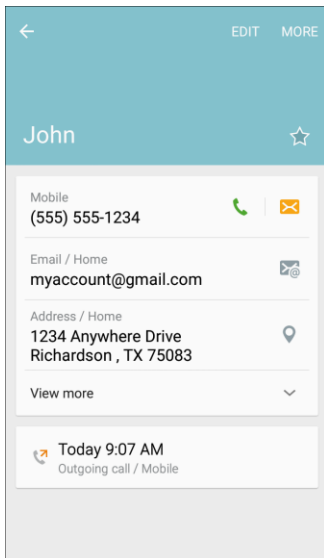 EDIT MORE
John
Mobile
(555) 555-1234
Email / Home
myaccount@gmail.com
Address / Home
1234 Anywhere Drive
Richardson , TX 75083
View more
Today 9:07 AM
Outgoing call / Mobile